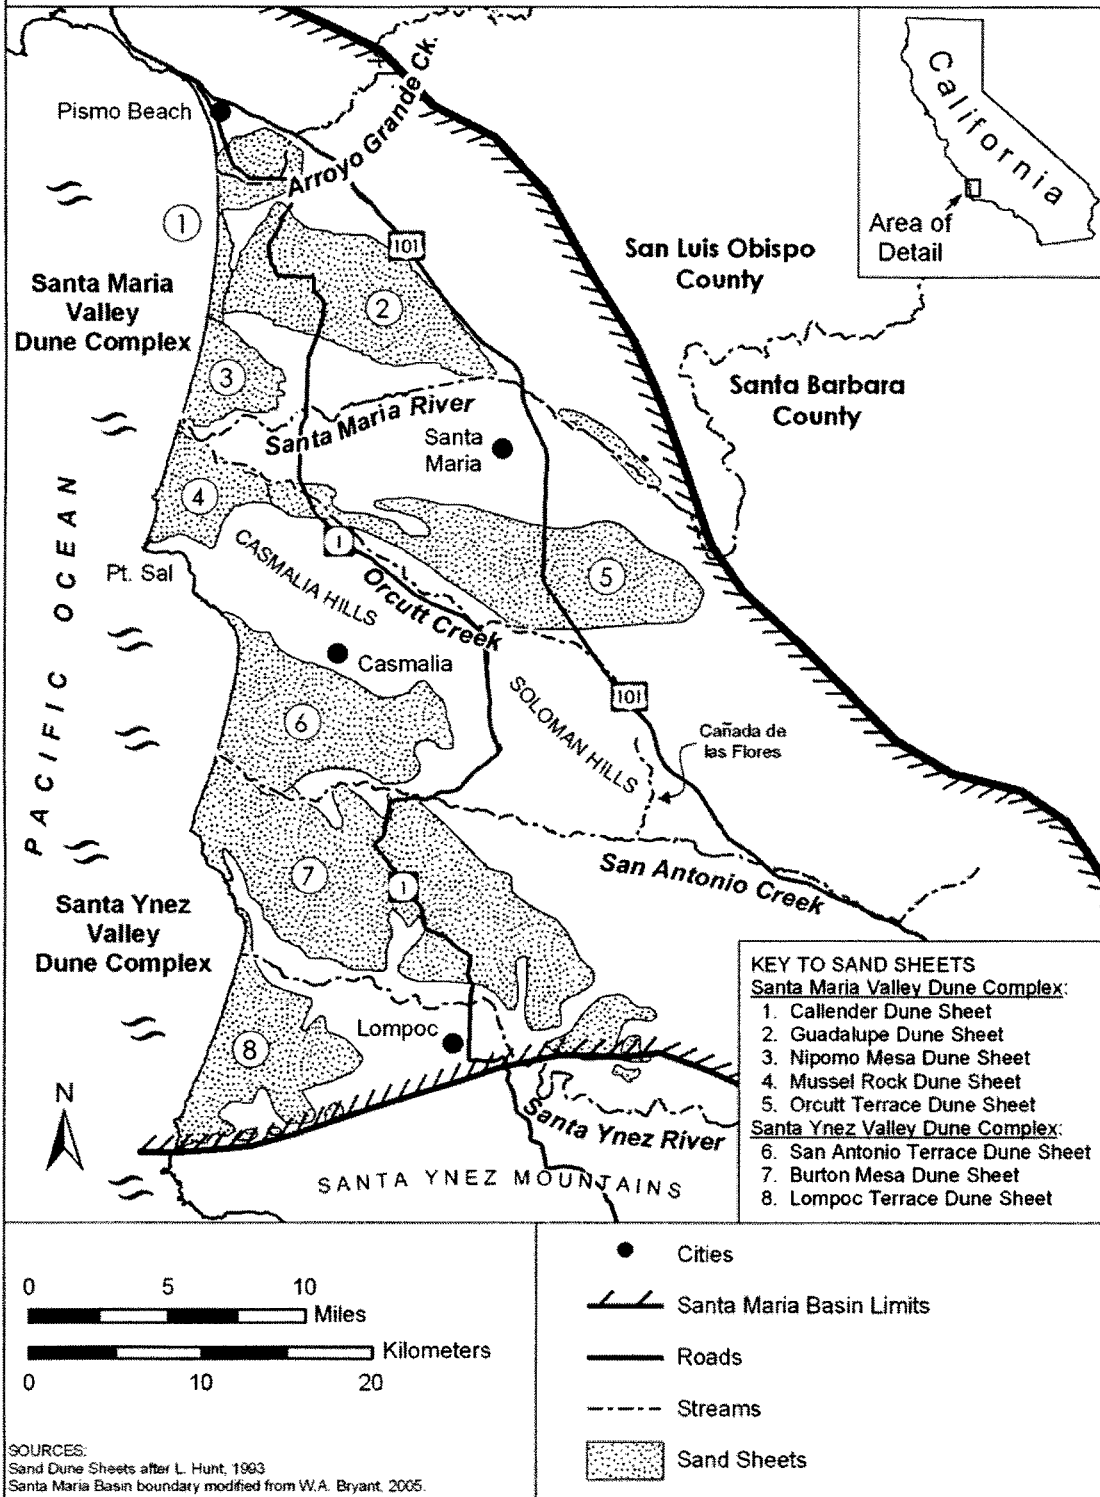 Pismo Beach
Arroyo Grande Ck.
California
Area of
Detail
1
101
San Luis Obispo
County
Santa Maria
Valley
Dune Complex
2
3
Santa Barbara
County
Santa Maria River
Santa
Maria
4
PACIFIC OCEAN
1
5
Pt. Sal
CASMALIA HILLS
Orcutt Creek
Casmalia
101
SOLOMAN HILLS
6
Cañada de
las Flores
7
1
San Antonio Creek
Santa Ynez
Valley
Dune Complex
Lompoc
8
N
Santa Ynez River
SANTA YNEZ MOUNTAINS
KEY TO SAND SHEETS
Santa Maria Valley Dune Complex:
1. Callender Dune Sheet
2. Guadalupe Dune Sheet
3. Nipomo Mesa Dune Sheet
4. Mussel Rock Dune Sheet
5. Orcutt Terrace Dune Sheet
Santa Ynez Valley Dune Complex:
6. San Antonio Terrace Dune Sheet
7. Burton Mesa Dune Sheet
8. Lompoc Terrace Dune Sheet
0 5 10
Miles
Kilometers
0 10 20
Cities
Santa Maria Basin Limits
Roads
Streams
Sand Sheets
SOURCES:
Sand Dune Sheets after L. Hunt, 1993
Santa Maria Basin boundary modified from W.A. Bryant, 2005.